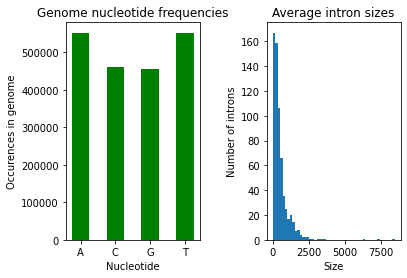 Genome nucleotide frequencies
Occurences in genome
500000
400000
300000
200000
100000
0
A C G T
Nucleotide
Average intron sizes
Number of introns
160
140
120
100
80
60
40
20
0
0 2500 5000 7500
Size